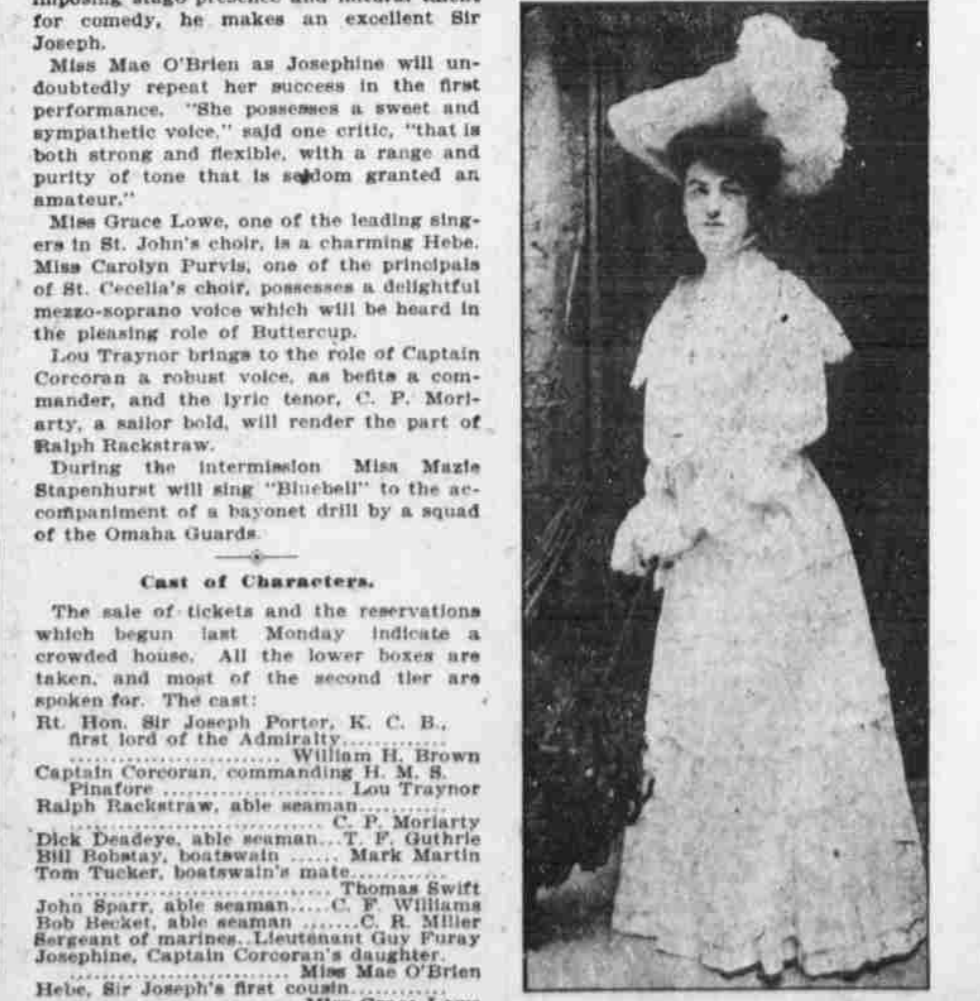 imposing stage presence and natural talent
for comedy, he makes an excellent Sir
Joseph.
Miss Mae O'Brien as Josephine will un-
doubtedly repeat her success in the first
performance. "She possesses a sweet and
sympathetic voice," said one critic, "that is
both strong and flexible, with a range and
purity of tone that is seldom granted an
amateur."
Miss Grace Lowe, one of the leading sing-
ers in St. John's choir, is a charming Hebe.
Miss Carolyn Purvis, one of the principals
of St. Cecelia's choir, possesses a delightful
mezzo-soprano voice which will be heard in
the pleasing role of Buttercup.
Lou Traynor brings to the role of Captain
Corcoran a robust voice, as befits a com-
mander, and the lyric tenor, C. P. Mori-
arty, a sailor bold, will render the part of
Ralph Rackstraw.
During the intermission Miss Mazie
Stapenhurst will sing "Bluebell" to the ac-
companiment of a bayonet drill by a squad
of the Omaha Guards.
Cast of Characters.
The sale of tickets and the reservations
which begun last Monday indicate a
crowded house. All the lower boxes are
taken, and most of the second tier are
spoken for. The cast:
Rt. Hon. Sir Joseph Porter, K. C. B.,
first lord of the Admiralty.............
......................... William H. Brown
Captain Corcoran, commanding H. M. S.
Pinafore ...................... Lou Traynor
Ralph Rackstraw, able seaman...........
.............................. C. P. Moriarty
Dick Deadeye, able seaman...T. F. Guthrie
Bill Bobstay, boatswain ...... Mark Martin
Tom Tucker, boatswain's mate............
............................... Thomas Swift
John Sparr, able seaman.....C. F. Williams
Bob Becket, able seaman .......C. R. Miller
Sergeant of marines..Lieutenant Guy Furay
Josephine, Captain Corcoran's daughter.
.......................... Miss Mae O'Brien
Hebe, Sir Joseph's first cousin...........
Miss Grace Lowe